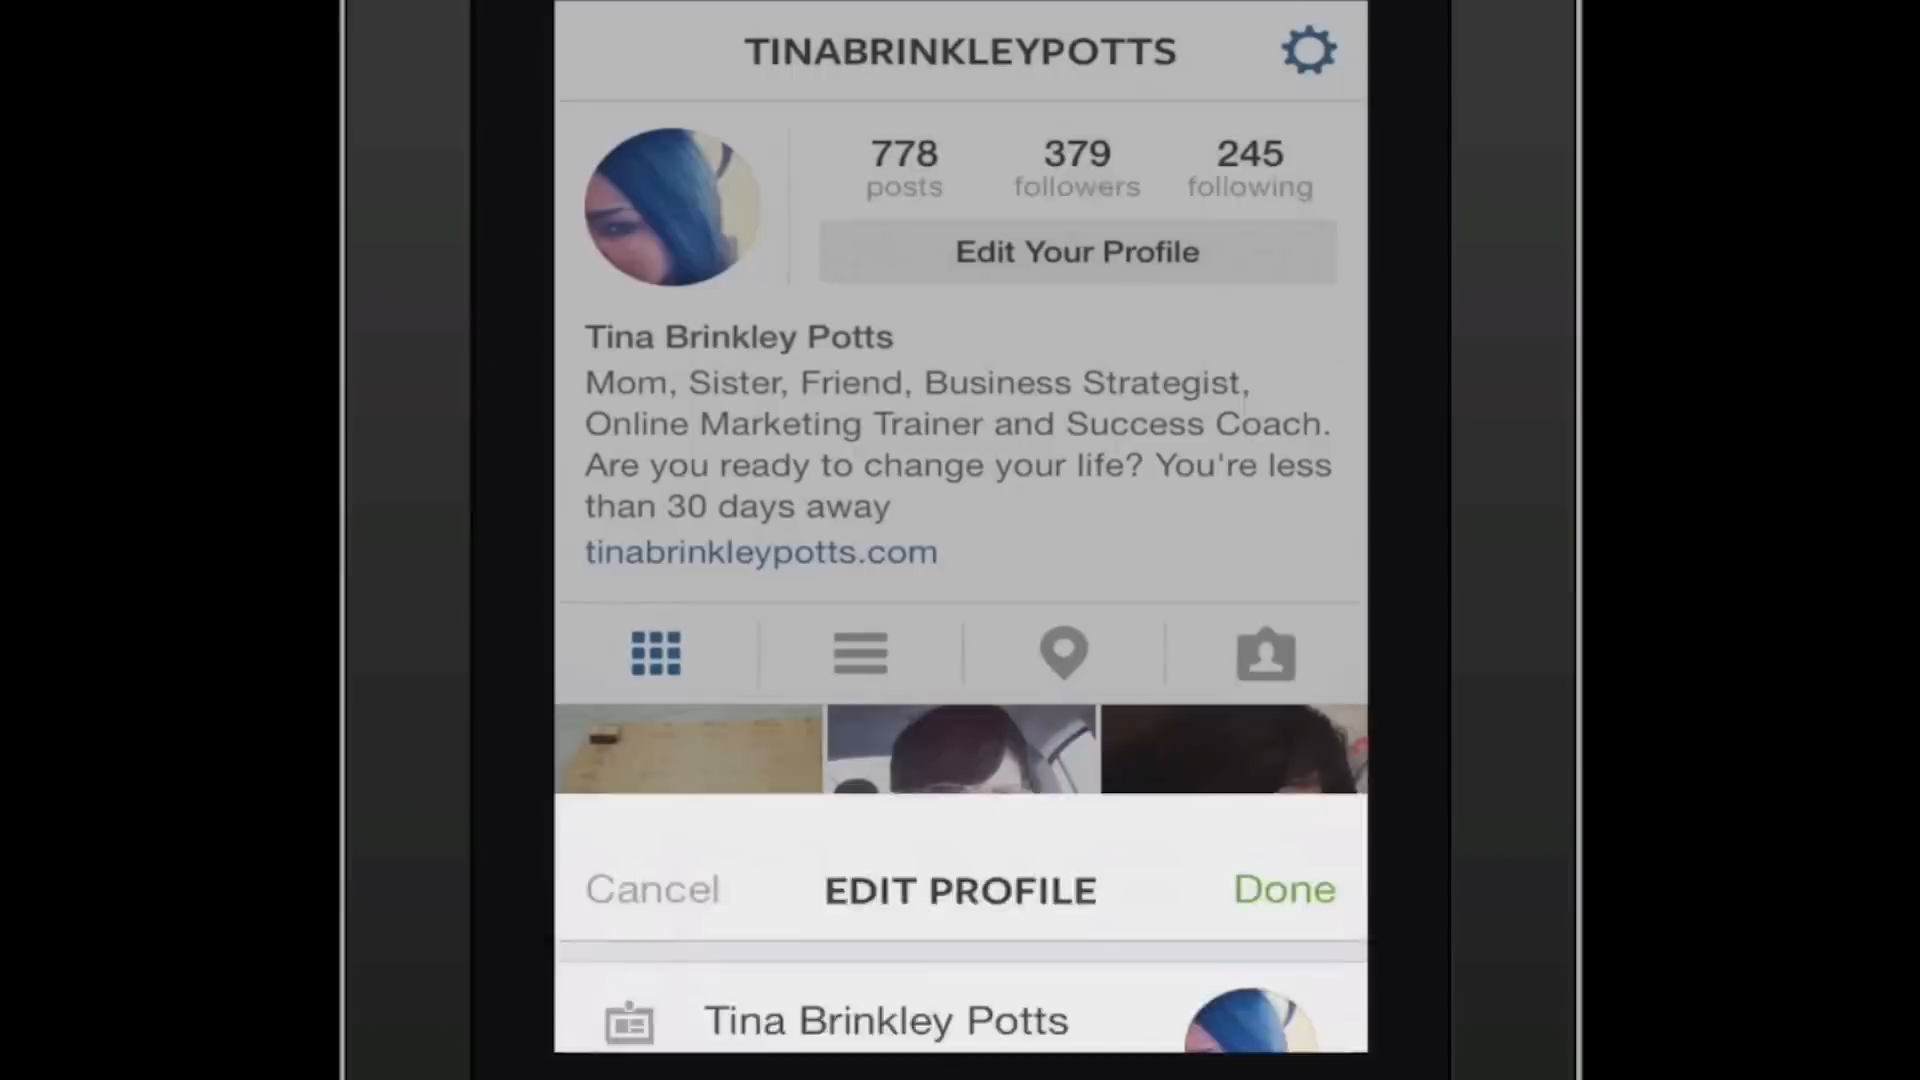 TINABRINKLEYPOTTS
778 379 245
posts followers following
Edit Your Profile
Tina Brinkley Potts
Mom, Sister, Friend, Business Strategist,
Online Marketing Trainer and Success Coach.
Are you ready to change your life? You're less
than 30 days away
tinabrinkleypotts.com
Cancel EDIT PROFILE Done
Tina Brinkley Potts